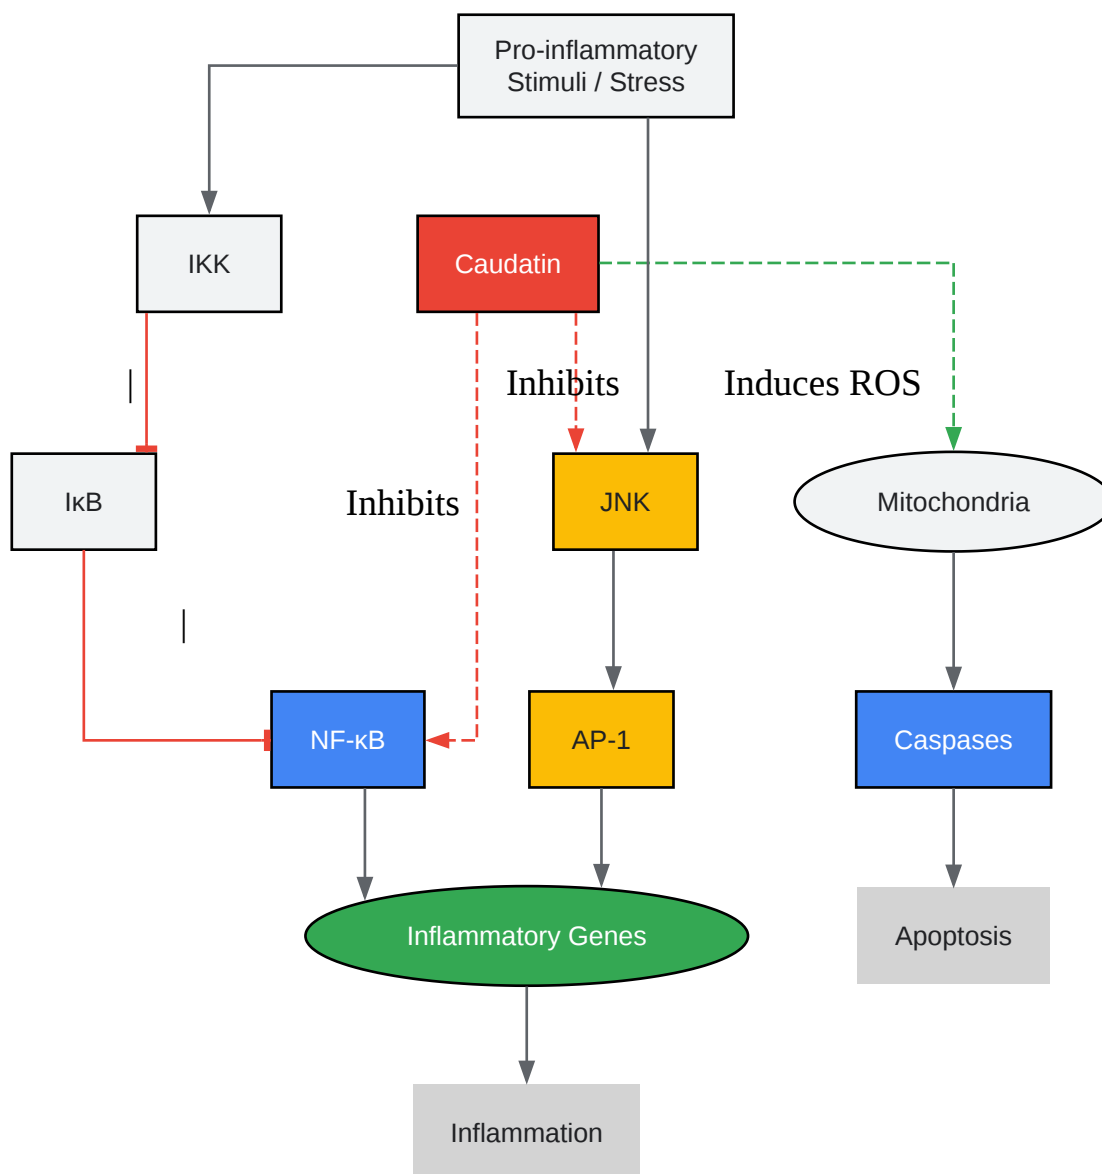 Pro-inflammatory
Stimuli / Stress
IKK
Caudatin
|
Inhibits
Induces ROS
IκB
Inhibits
JNK
Mitochondria
|
NF-κB
AP-1
Caspases
Inflammatory Genes
Apoptosis
Inflammation